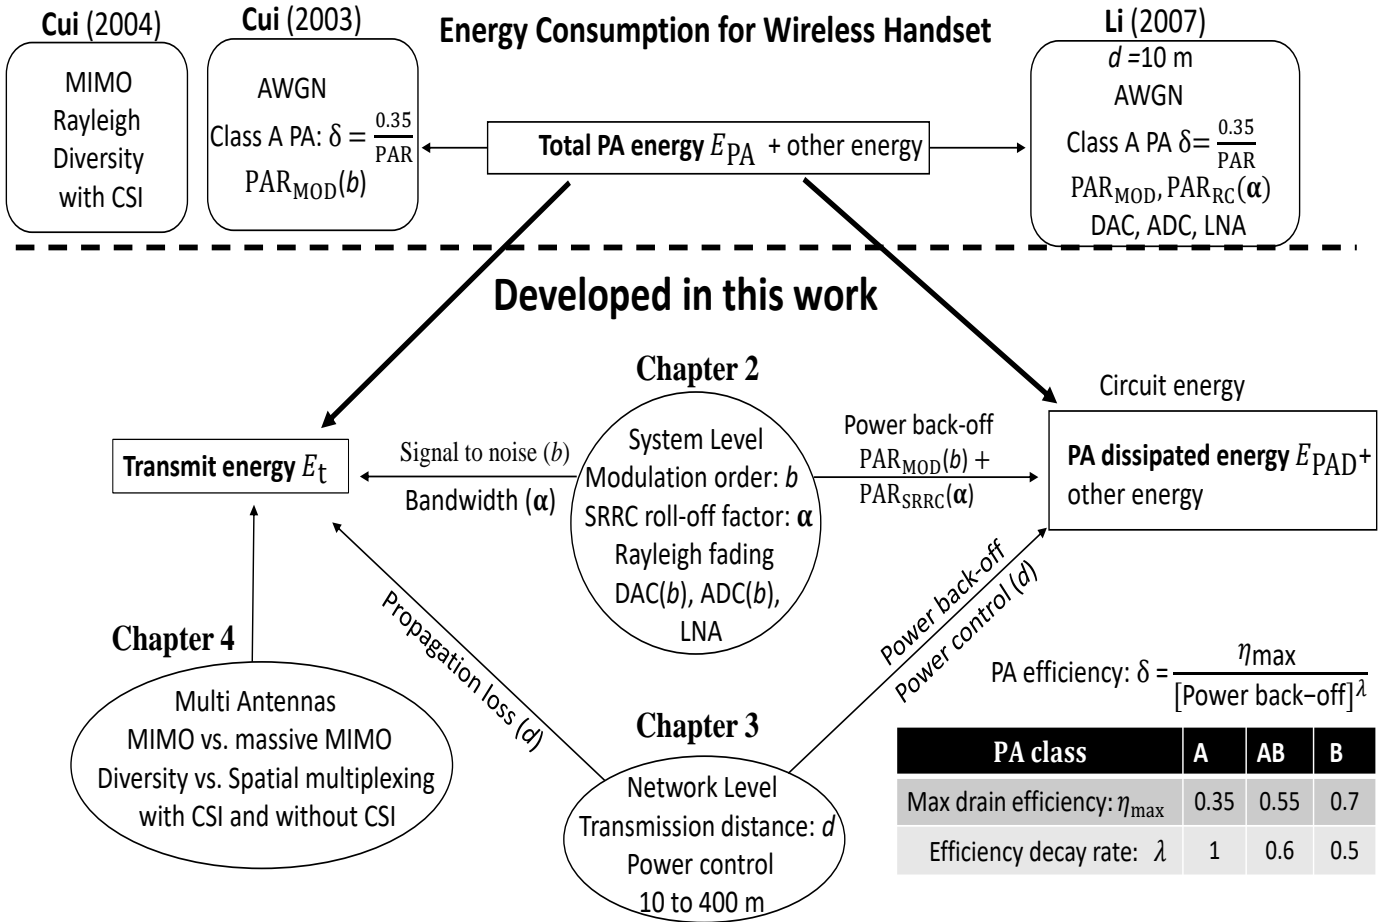 Energy Consumption for Wireless Handset
Cui (2004)
MIMO
Rayleigh
Diversity
with CSI
Cui (2003)
AWGN
Class A PA: δ = 0.35/PAR
PAR_MOD(b)
Total PA energy E_PA + other energy
Li (2007)
d =10 m
AWGN
Class A PA δ= 0.35/PAR
PAR_MOD, PAR_RC(α)
DAC, ADC, LNA
Developed in this work
Chapter 2
System Level
Modulation order: b
SRRC roll-off factor: α
Rayleigh fading
DAC(b), ADC(b),
LNA
Transmit energy E_t
Signal to noise (b)
Bandwidth (α)
Power back-off
PAR_MOD(b) +
PAR_SRRC(α)
Circuit energy
PA dissipated energy E_PAD+
other energy
Chapter 4
Multi Antennas
MIMO vs. massive MIMO
Diversity vs. Spatial multiplexing
with CSI and without CSI
Propagation loss (d)
Chapter 3
Network Level
Transmission distance: d
Power control
10 to 400 m
Power back-off
Power control (d)
PA efficiency: δ = η_max/[Power back−off]^λ
PA class A AB B
Max drain efficiency: η_max 0.35 0.55 0.7
Efficiency decay rate: λ 1 0.6 0.5